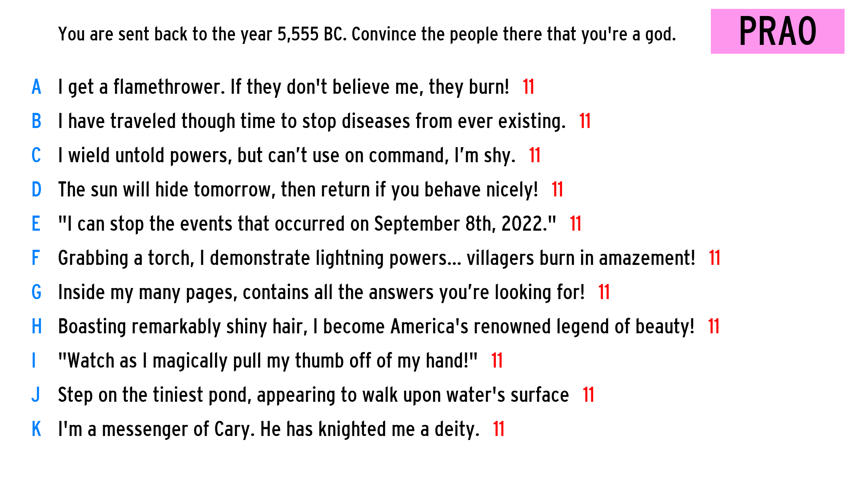 You are sent back to the year 5,555 BC. Convince the people there that you're a god.
PRAO
A I get a flamethrower. If they don't believe me, they burn! 11
B I have traveled though time to stop diseases from ever existing. 11
C I wield untold powers, but can’t use on command, I’m shy. 11
D The sun will hide tomorrow, then return if you behave nicely! 11
E "I can stop the events that occurred on September 8th, 2022." 11
F Grabbing a torch, I demonstrate lightning powers... villagers burn in amazement! 11
G Inside my many pages, contains all the answers you’re looking for! 11
H Boasting remarkably shiny hair, I become America's renowned legend of beauty! 11
I "Watch as I magically pull my thumb off of my hand!" 11
J Step on the tiniest pond, appearing to walk upon water's surface 11
K I'm a messenger of Cary. He has knighted me a deity. 11